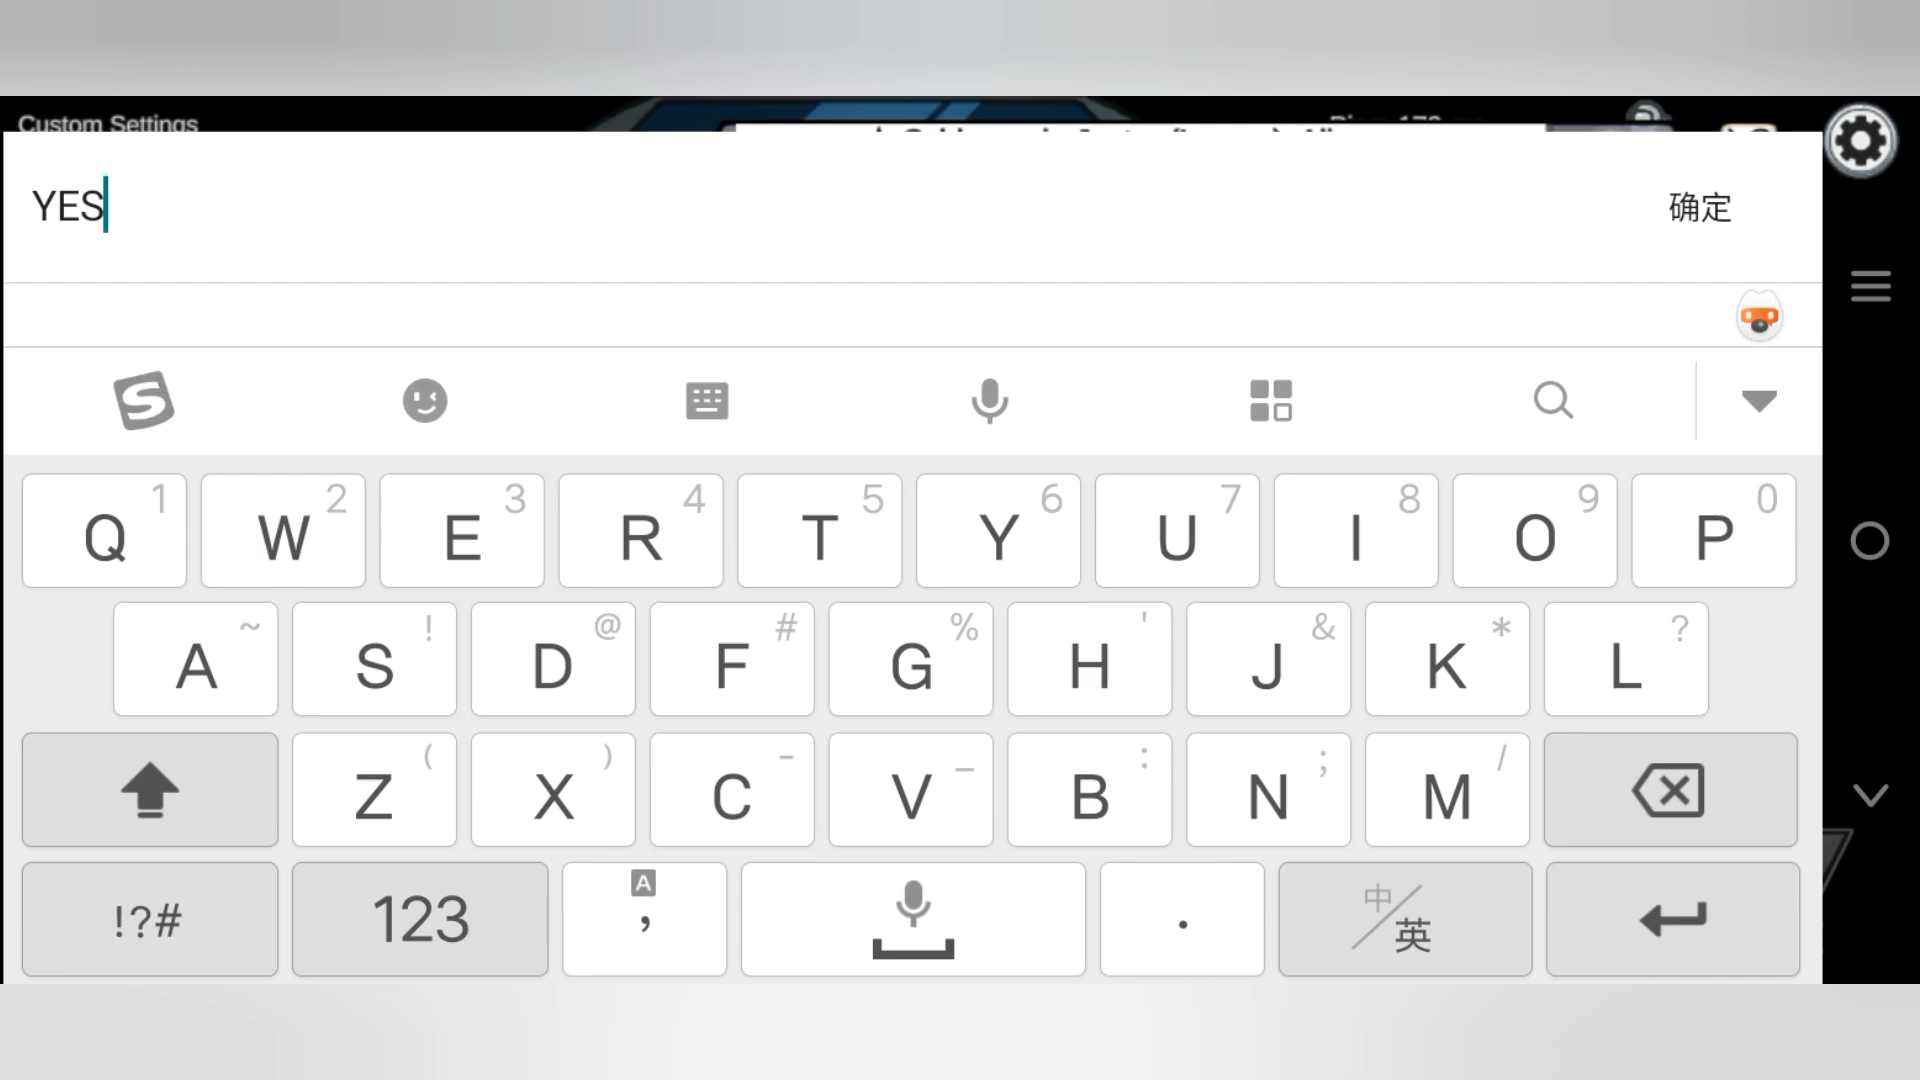 Custom Settings
YES
确定
Q 1 W 2 E 3 R 4 T 5 Y 6 U 7 I 8 O 9 P 0
A ~ S ! D @ F # G % H ' J & K * L ?
Z ( X ) C - V _ B : N ; M /
!?# 123 A , . 中/英